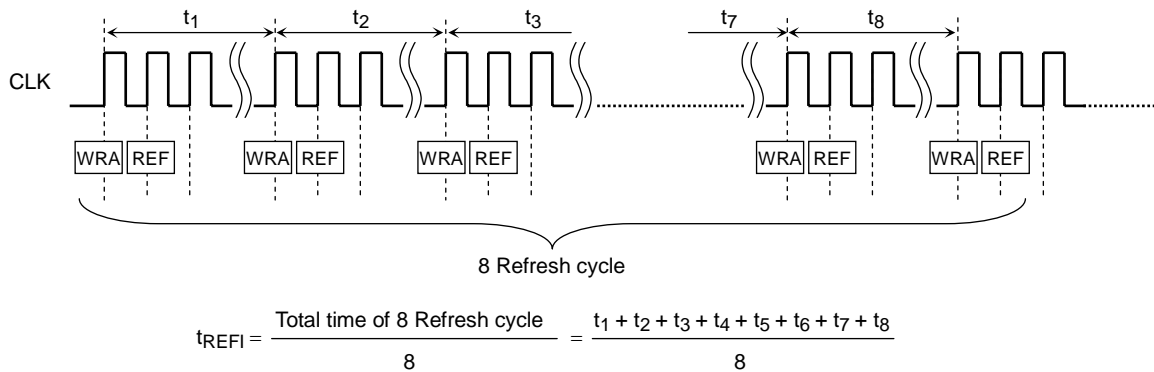 t1 t2 t3 t7 t8
CLK
WRA REF WRA REF WRA REF WRA REF WRA REF
8 Refresh cycle
tREFI = Total time of 8 Refresh cycle / 8 = t1 + t2 + t3 + t4 + t5 + t6 + t7 + t8 / 8